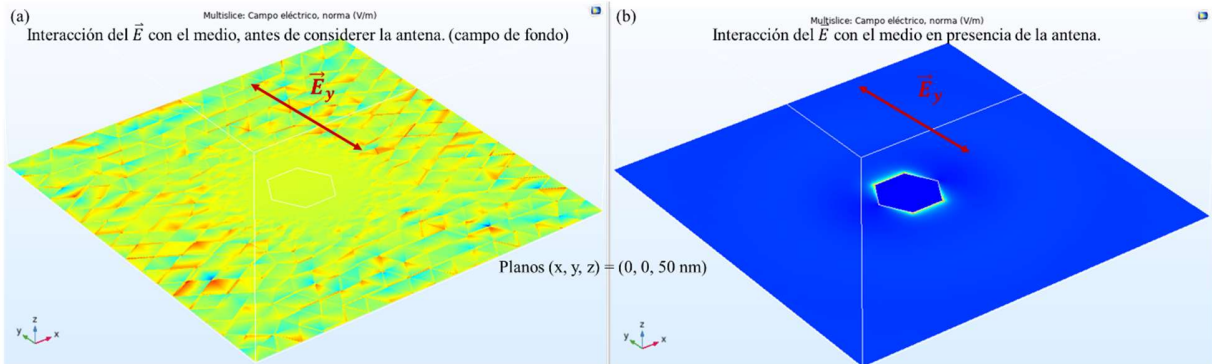 (a)
Multislice: Campo eléctrico, norma (V/m)
Interacción del E⃗ con el medio, antes de considerer la antena. (campo de fondo)
E⃗y
z
y
x
(b)
Multislice: Campo eléctrico, norma (V/m)
Interacción del E⃗ con el medio en presencia de la antena.
E⃗y
Planos (x, y, z) = (0, 0, 50 nm)
z
y
x